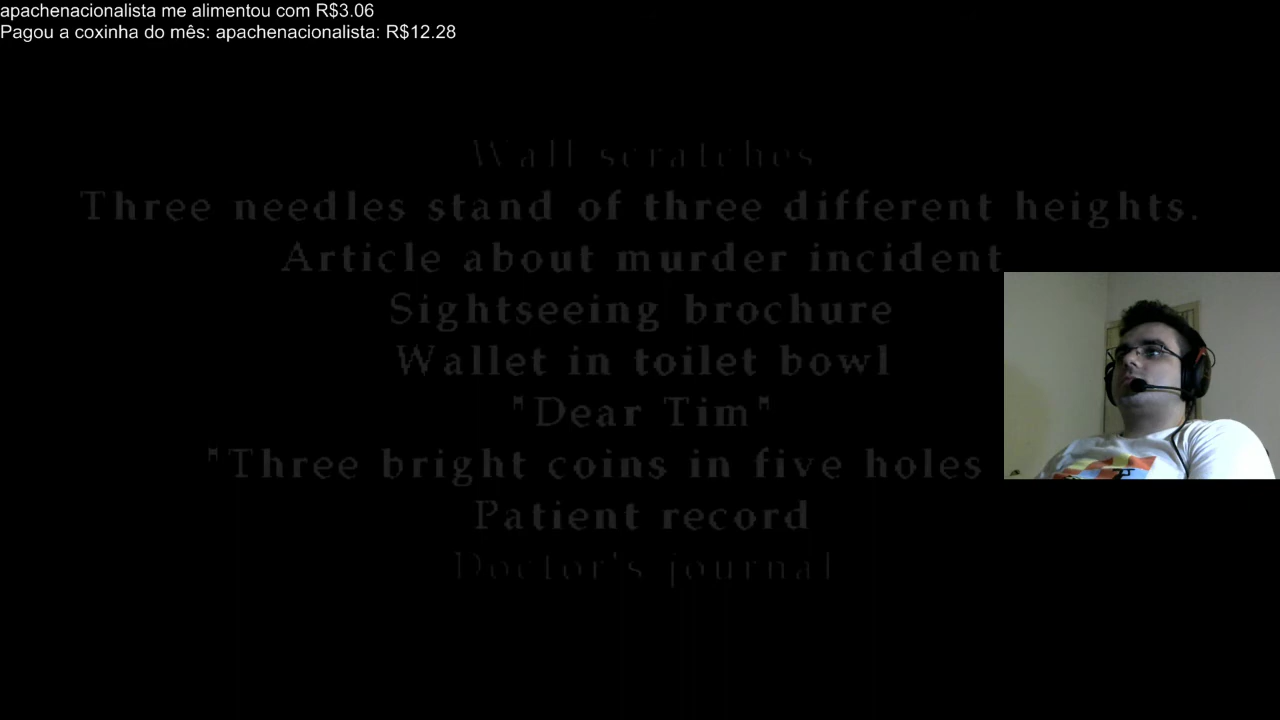 apachenacionalista me alimentou com R$3.06
Pagou a coxinha do mês: apachenacionalista: R$12.28
Wall scratches
Three needles stand of three different heights.
Article about murder incident
Sightseeing brochure
Wallet in toilet bowl
"Dear Tim"
"Three bright coins in five holes
Patient record
Doctor's journal